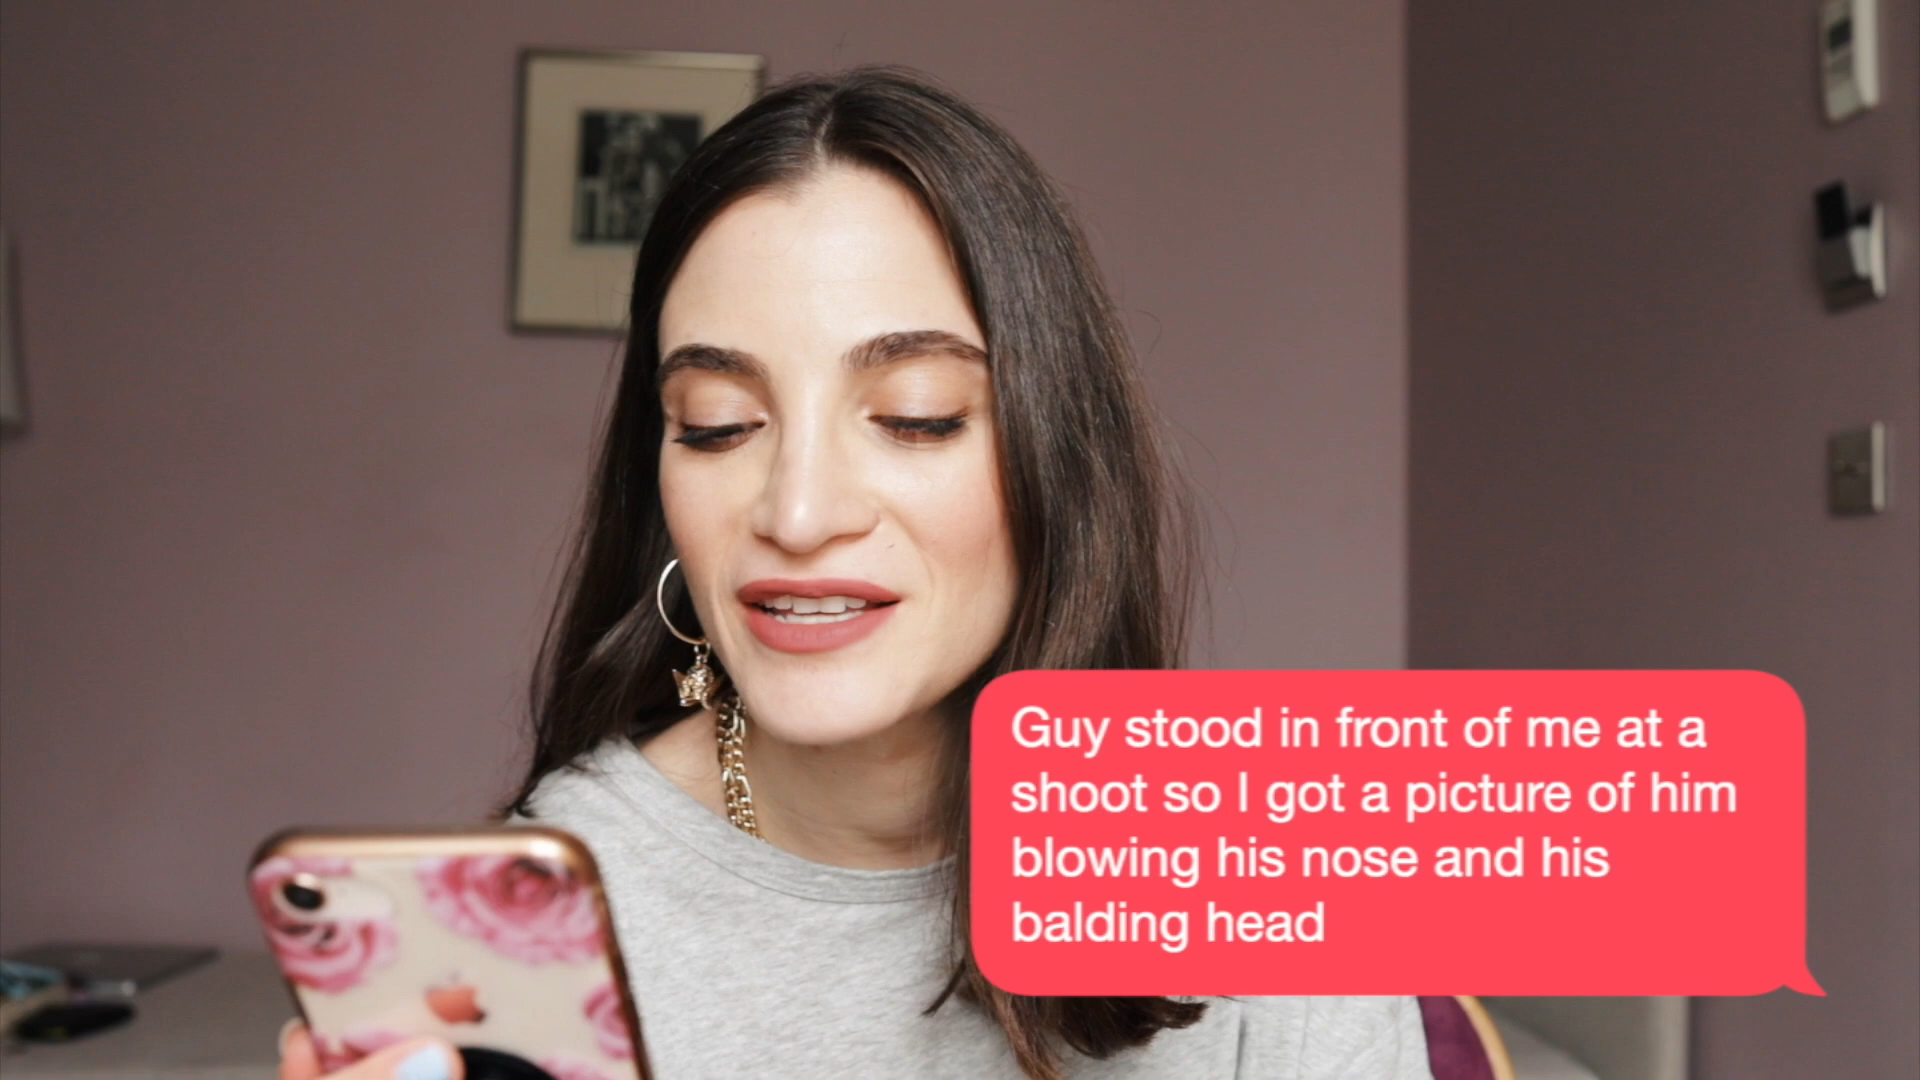 Guy stood in front of me at a
shoot so I got a picture of him
blowing his nose and his
balding head